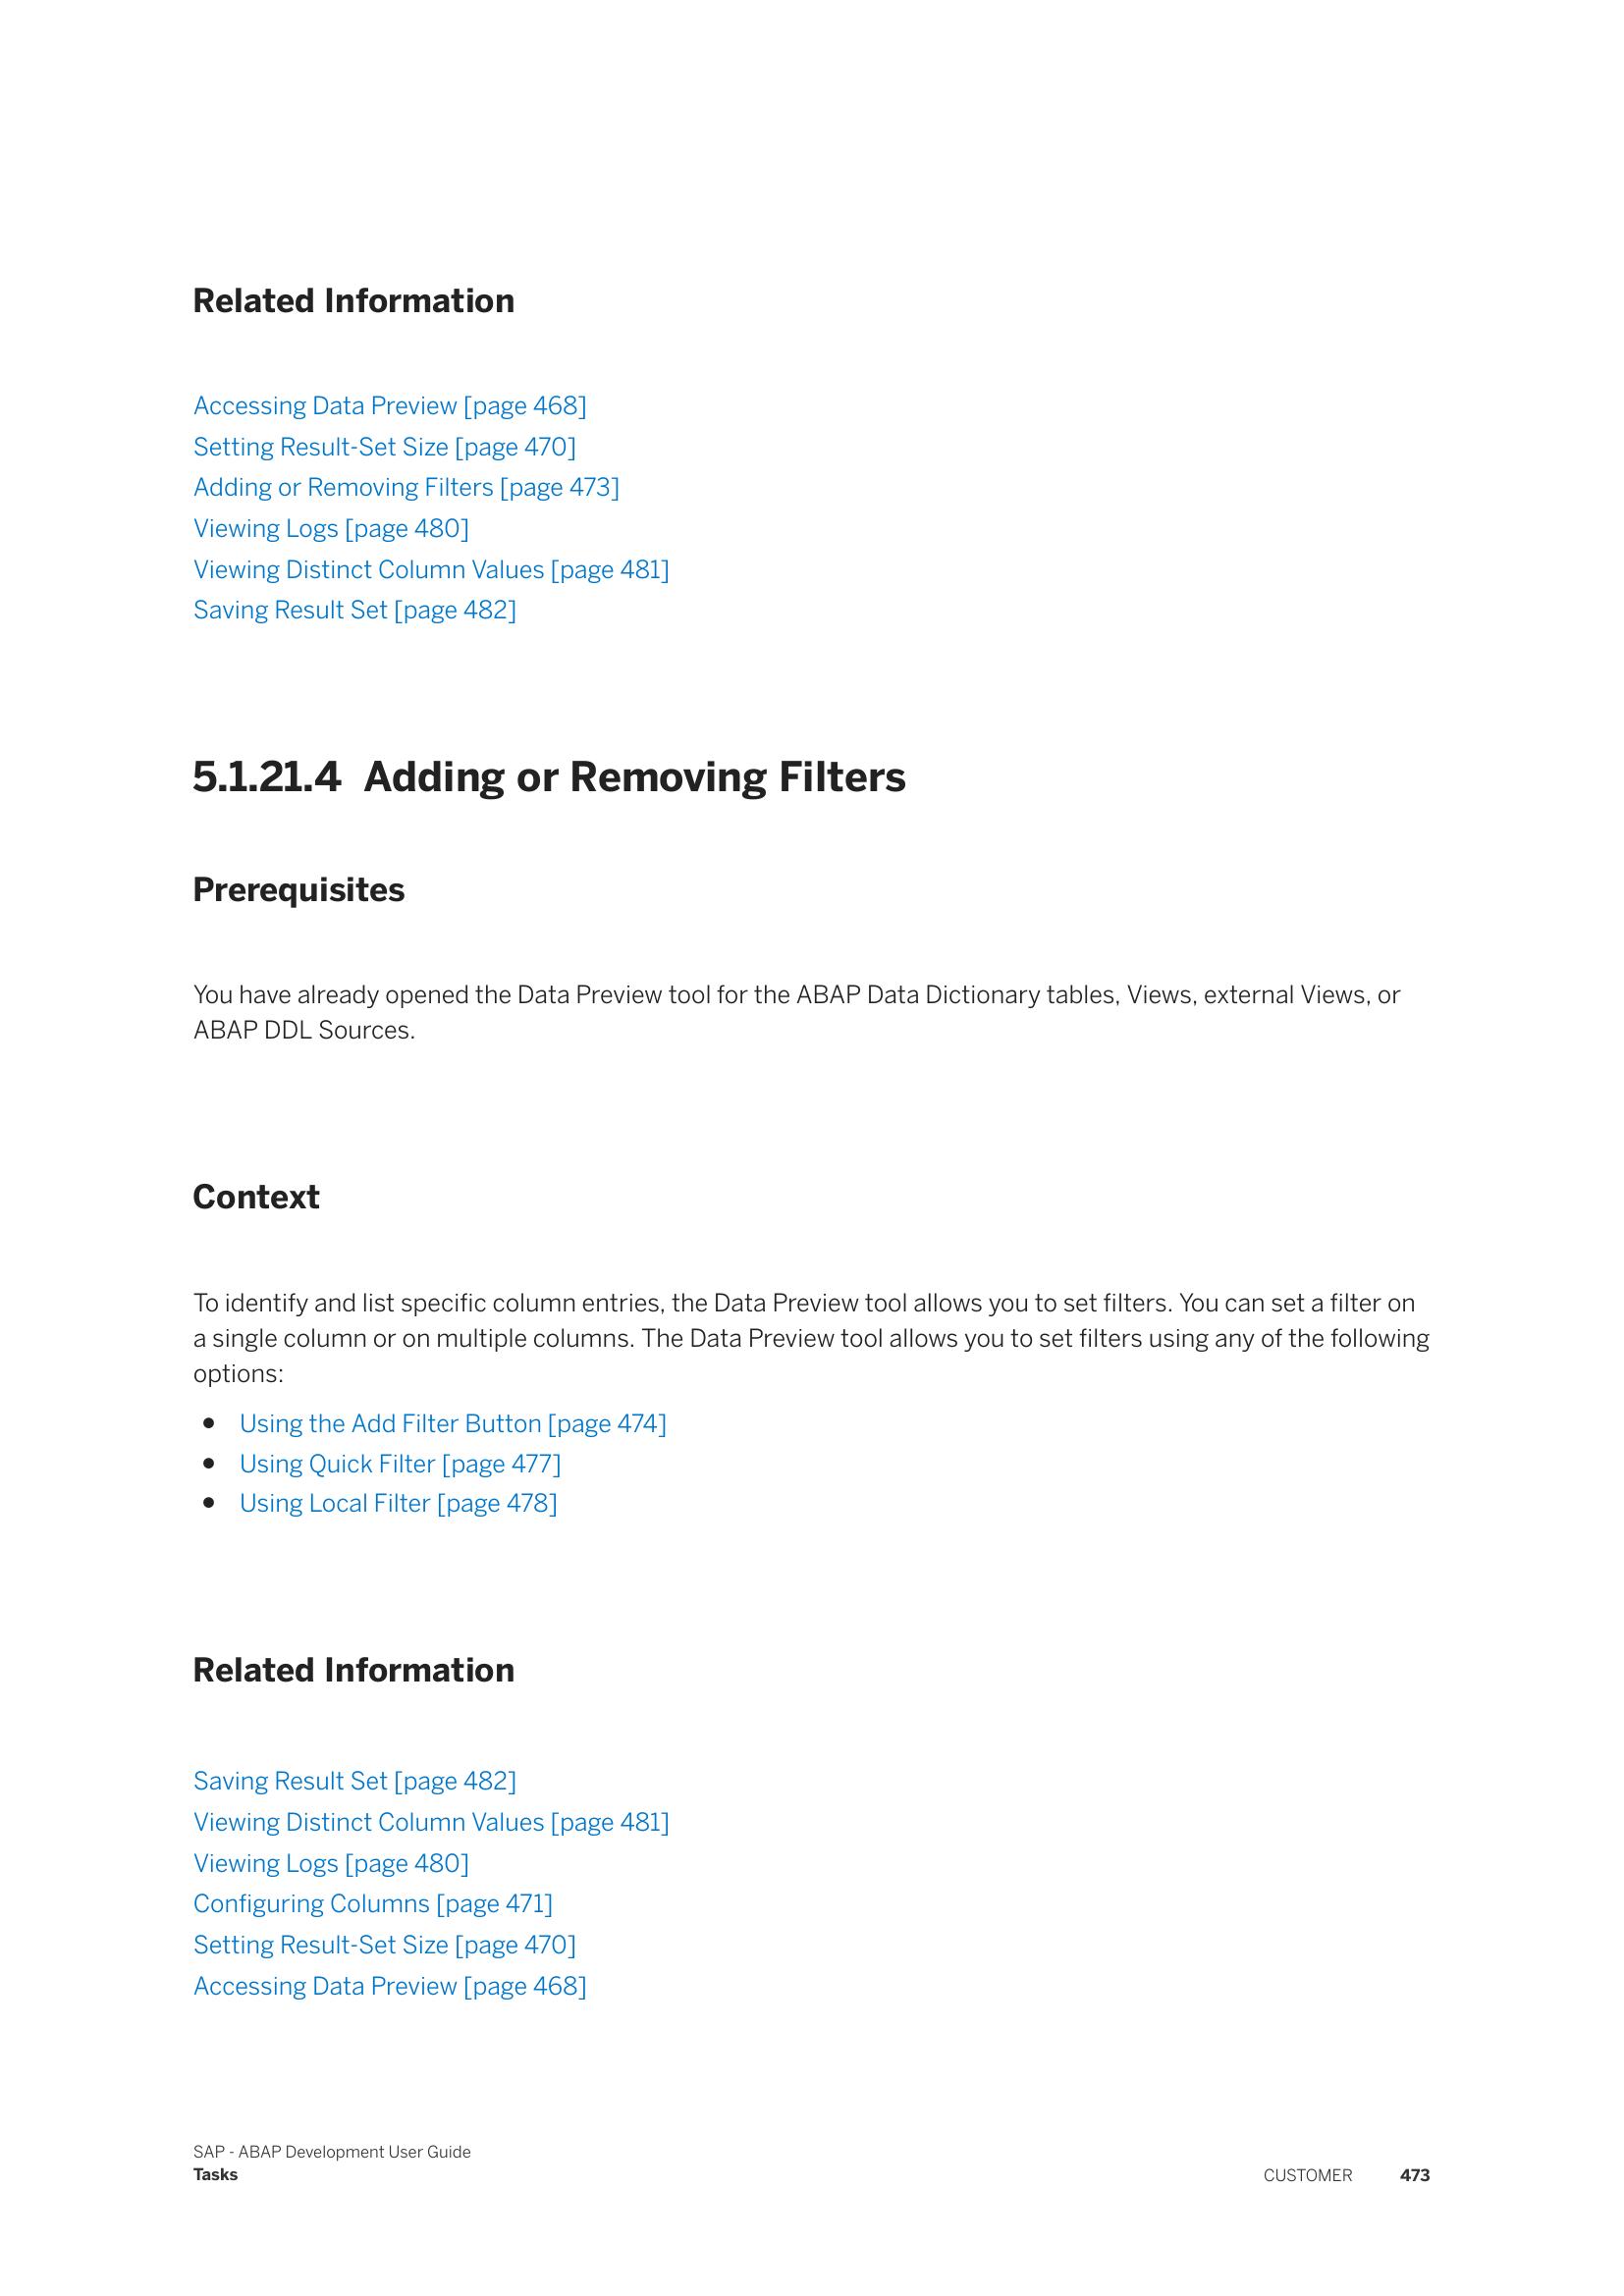 Related Information
Accessing Data Preview [page 468]
Setting Result-Set Size [page 470]
Adding or Removing Filters [page 473]
Viewing Logs [page 480]
Viewing Distinct Column Values [page 481]
Saving Result Set [page 482]
5.1.21.4 Adding or Removing Filters
Prerequisites
You have already opened the Data Preview tool for the ABAP Data Dictionary tables, Views, external Views, or
ABAP DDL Sources.
Context
To identify and list specific column entries, the Data Preview tool allows you to set filters. You can set a filter on
a single column or on multiple columns. The Data Preview tool allows you to set filters using any of the following
options:
● Using the Add Filter Button [page 474]
● Using Quick Filter [page 477]
● Using Local Filter [page 478]
Related Information
Saving Result Set [page 482]
Viewing Distinct Column Values [page 481]
Viewing Logs [page 480]
Configuring Columns [page 471]
Setting Result-Set Size [page 470]
Accessing Data Preview [page 468]
SAP - ABAP Development User Guide
Tasks
CUSTOMER 473